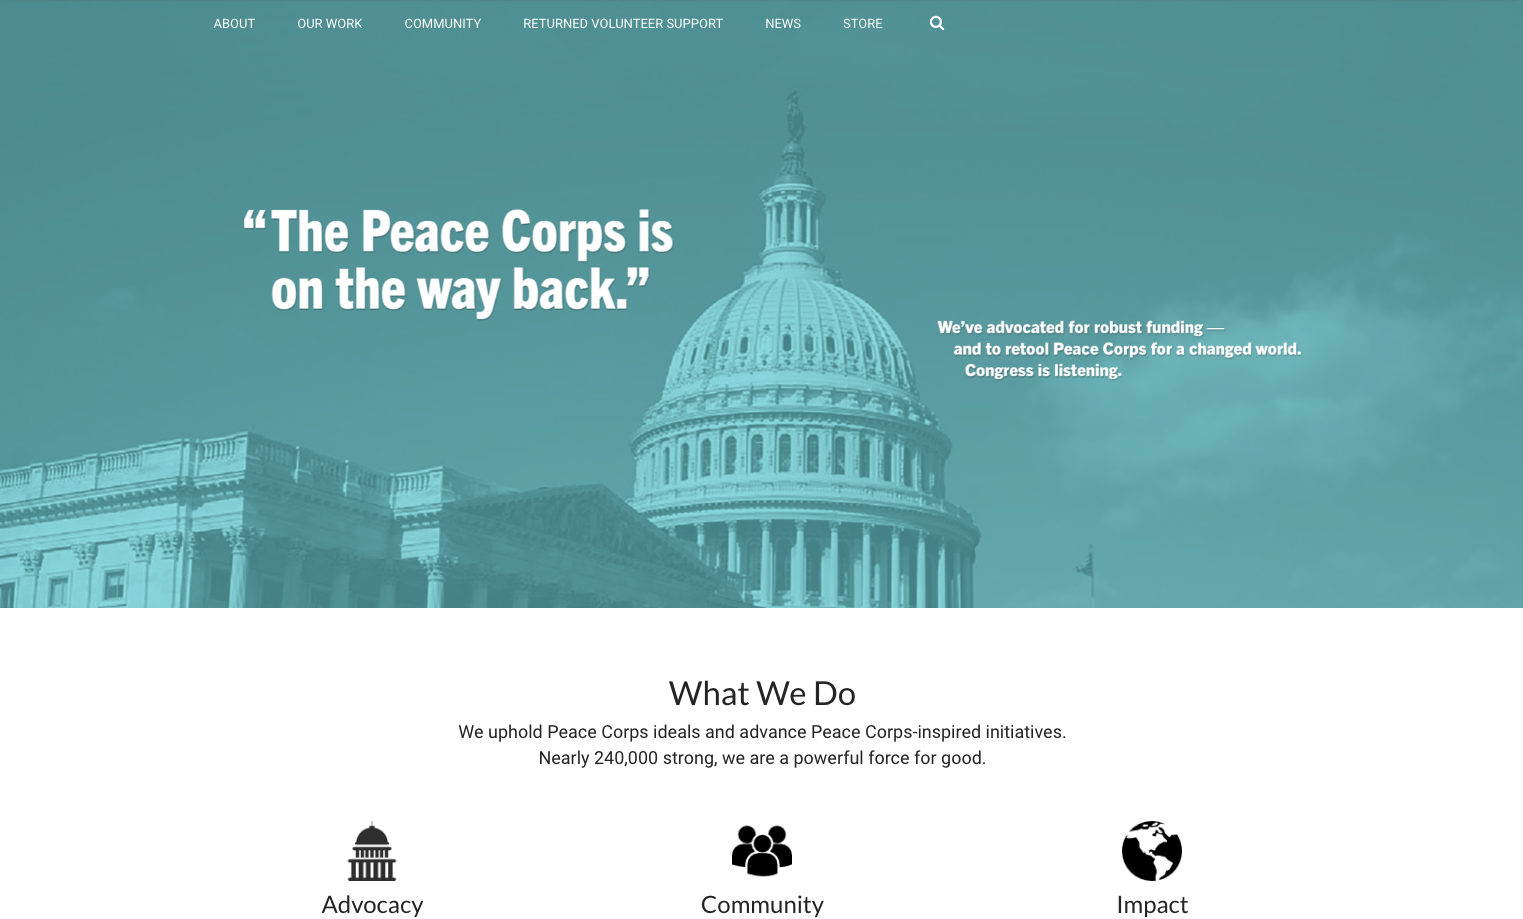 ABOUT OUR WORK COMMUNITY RETURNED VOLUNTEER SUPPORT NEWS STORE
“The Peace Corps is
on the way back.”
We’ve advocated for robust funding —
and to retool Peace Corps for a changed world.
Congress is listening.
What We Do
We uphold Peace Corps ideals and advance Peace Corps-inspired initiatives.
Nearly 240,000 strong, we are a powerful force for good.
Advocacy Community Impact